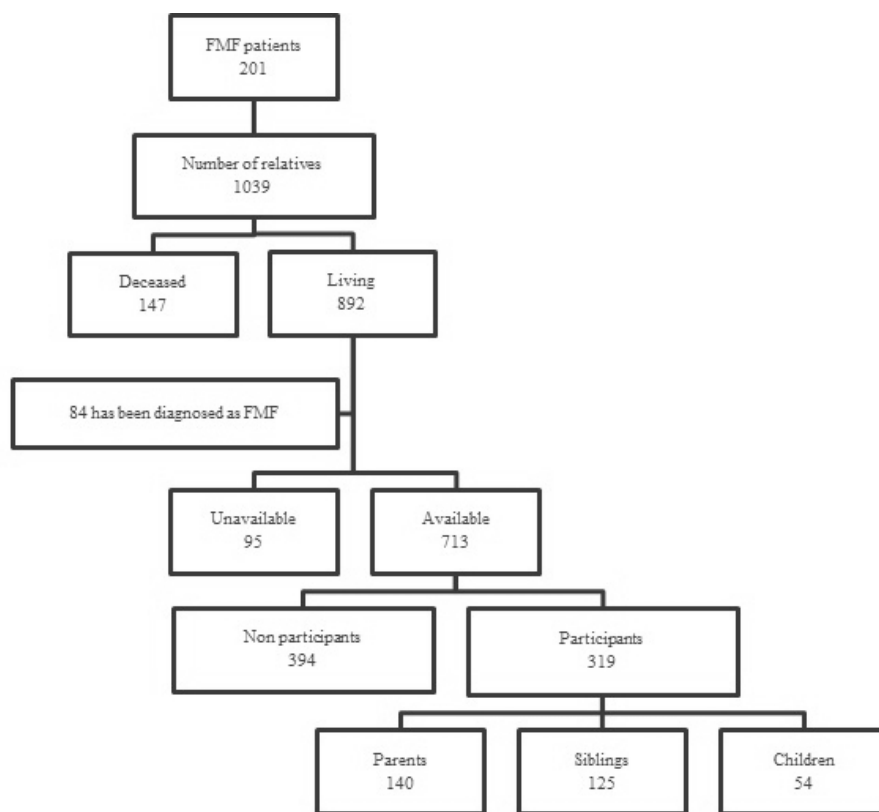 FMF patients
201
Number of relatives
1039
Deceased
147
Living
892
84 has been diagnosed as FMF
Unavailable
95
Available
713
Non participants
394
Participants
319
Parents
140
Siblings
125
Children
54